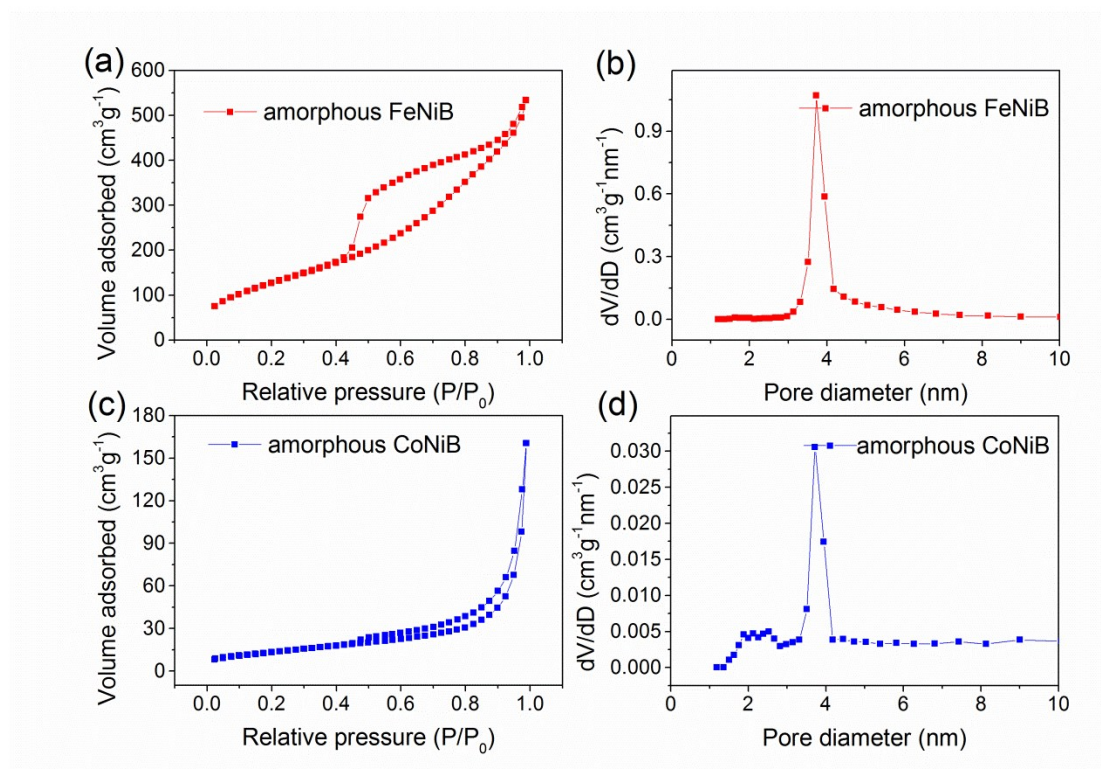 (a)
600
500
400
300
200
100
0
Volume adsorbed (cm³g⁻¹)
amorphous FeNiB
0.0 0.2 0.4 0.6 0.8 1.0
Relative pressure (P/P₀)
(b)
0.9
0.6
0.3
0.0
dV/dD (cm³g⁻¹nm⁻¹)
amorphous FeNiB
0 2 4 6 8 10
Pore diameter (nm)
(c)
180
150
120
90
60
30
0
Volume adsorbed (cm³g⁻¹)
amorphous CoNiB
0.0 0.2 0.4 0.6 0.8 1.0
Relative pressure (P/P₀)
(d)
0.030
0.025
0.020
0.015
0.010
0.005
0.000
dV/dD (cm³g⁻¹nm⁻¹)
amorphous CoNiB
0 2 4 6 8 10
Pore diameter (nm)